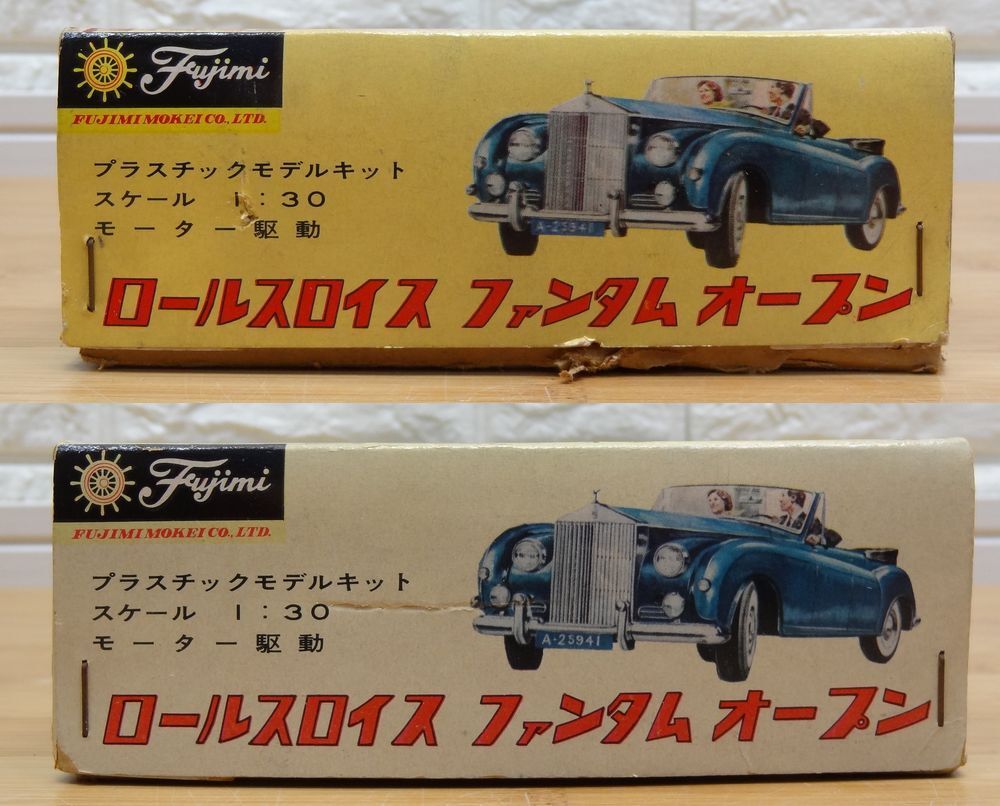 Fujimi
FUJIMI MOKEI CO., LTD.
プラスチックモデルキット
スケール 1:30
モーター駆動
A-25941
ロールスロイス ファンタム オープン
Fujimi
FUJIMI MOKEI CO., LTD.
プラスチックモデルキット
スケール 1:30
モーター駆動
A-25941
ロールスロイス ファンタム オープン